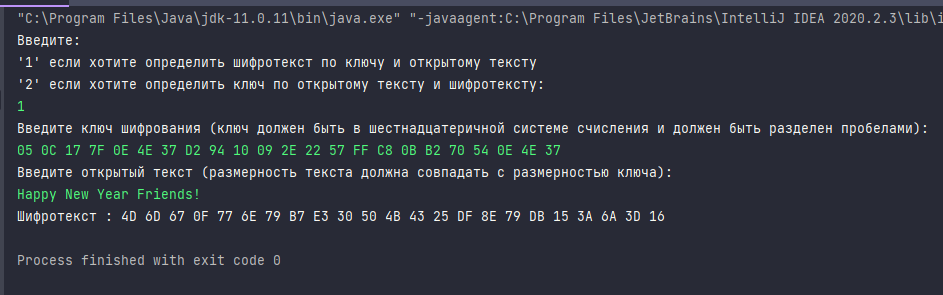 "C:\Program Files\Java\jdk-11.0.11\bin\java.exe" "-javaagent:C:\Program Files\JetBrains\IntelliJ IDEA 2020.2.3\lib\i
Введите:
'1' если хотите определить шифротекст по ключу и открытому тексту
'2' если хотите определить ключ по открытому тексту и шифротексту:
1
Введите ключ шифрования (ключ должен быть в шестнадцатеричной системе счисления и должен быть разделен пробелами):
05 0C 17 7F 0E 4E 37 D2 94 10 09 2E 22 57 FF C8 0B B2 70 54 0E 4E 37
Введите открытый текст (размерность текста должна совпадать с размерностью ключа):
Happy New Year Friends!
Шифротекст : 4D 6D 67 0F 77 6E 79 B7 E3 30 50 4B 43 25 DF 8E 79 DB 15 3A 6A 3D 16
Process finished with exit code 0